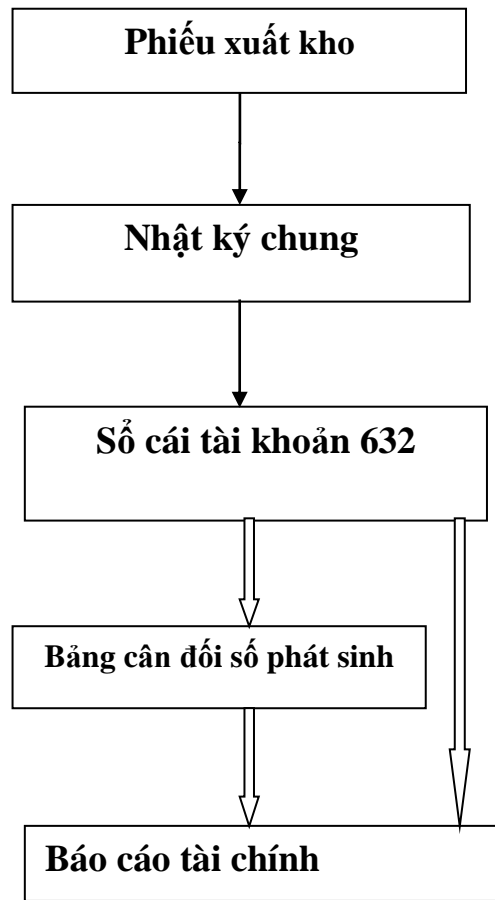 Phiếu xuất kho
Nhật ký chung
Sổ cái tài khoản 632
Bảng cân đối số phát sinh
Báo cáo tài chính